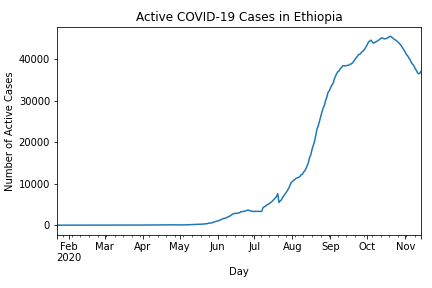 Active COVID-19 Cases in Ethiopia
Number of Active Cases
40000
30000
20000
10000
0
Feb Mar Apr May Jun Jul Aug Sep Oct Nov
2020
Day